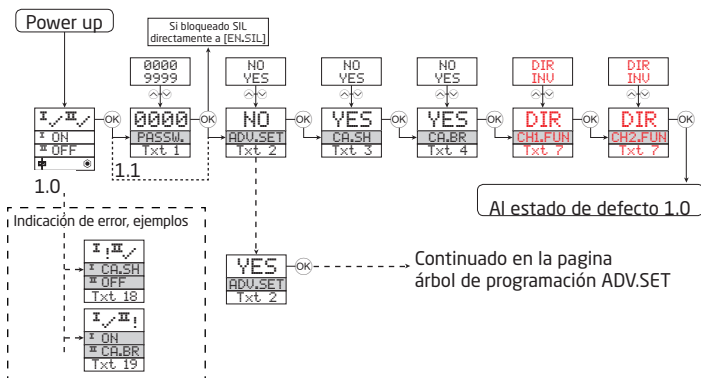 Power up
Si bloqueado SIL
directamente a [EN.SIL]
0000
9999
NO
YES
NO
YES
NO
YES
DIR
INV
DIR
INV
I ✓ II ✓
I ON
II OFF
OK
0000
PASSW.
Txt 1
OK
NO
ADV.SET
Txt 2
OK
YES
CA.SH
Txt 3
OK
YES
CA.BR
Txt 4
OK
DIR
CH1.FUN
Txt 7
OK
DIR
CH2.FUN
Txt 7
OK
1.0
1.1
Al estado de defecto 1.0
Indicación de error, ejemplos
I ! II ✓
I CA.SH
II OFF
Txt 18
I ✓ II !
I ON
II CA.BR
Txt 19
YES
ADV.SET
Txt 2
OK
Continuado en la pagina
árbol de programación ADV.SET